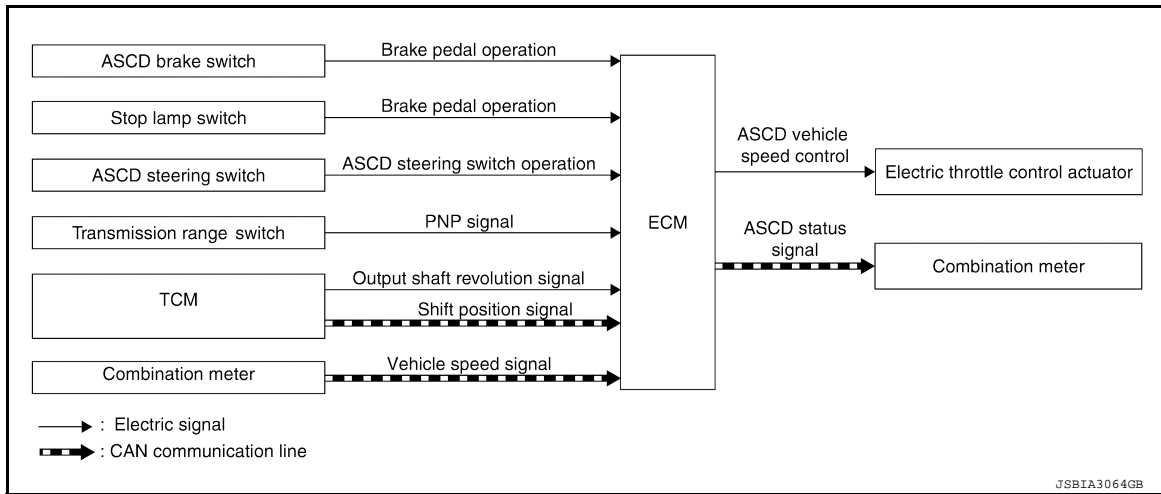 ASCD brake switch
Brake pedal operation
Stop lamp switch
Brake pedal operation
ASCD steering switch
ASCD steering switch operation
Transmission range switch
PNP signal
TCM
Output shaft revolution signal
Shift position signal
Combination meter
Vehicle speed signal
ECM
ASCD vehicle
speed control
Electric throttle control actuator
ASCD status
signal
Combination meter
: Electric signal
: CAN communication line
JSBIA3064GB